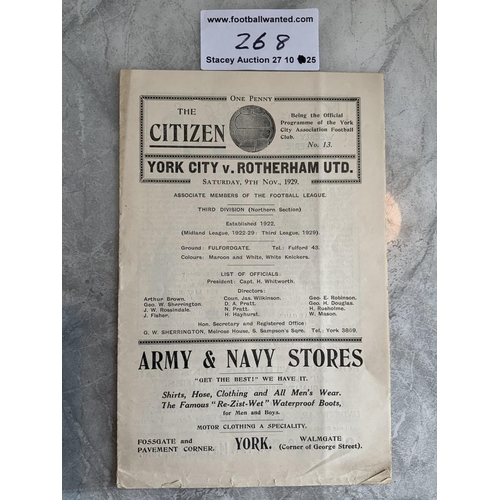 www.footballwanted.com
268
Stacey Auction 27 10 25
ONE PENNY
THE
CITIZEN
Being the Official
Programme of the York
City Association Football
Club.
No. 13.
YORK CITY v. ROTHERHAM UTD.
SATURDAY, 9TH NOV., 1929.
ASSOCIATE MEMBERS OF THE FOOTBALL LEAGUE.
THIRD DIVISION (Northern Section)
Established 1922.
(Midland League, 1922-29: Third League, 1929).
Ground: FULFORDGATE. Tel.: Fulford 43.
Colours: Maroon and White, White Knickers.
LIST OF OFFICIALS:
President: Capt. H. Whitworth.
Directors:
Arthur Brown. Coun. Jas. Wilkinson. Geo. E. Robinson.
Geo. W. Sherrington. D. A. Pratt. Geo. H. Douglas.
J. W. Rossindale. N. Pratt. H. Rusholme.
J. Fisher. H. Hayhurst. W. Mason.
Hon. Secretary and Registered Office:
G. W. SHERRINGTON, Melrose House, S. Sampson's Sqre. Tel.: York 3859.
ARMY & NAVY STORES
"GET THE BEST!" WE HAVE IT.
Shirts, Hose, Clothing and All Men's Wear.
The Famous "Re-Zist-Wet" Waterproof Boots,
for Men and Boys.
MOTOR CLOTHING A SPECIALITY.
FOSSGATE and
PAVEMENT CORNER.
YORK.
WALMGATE
(Corner of George Street).